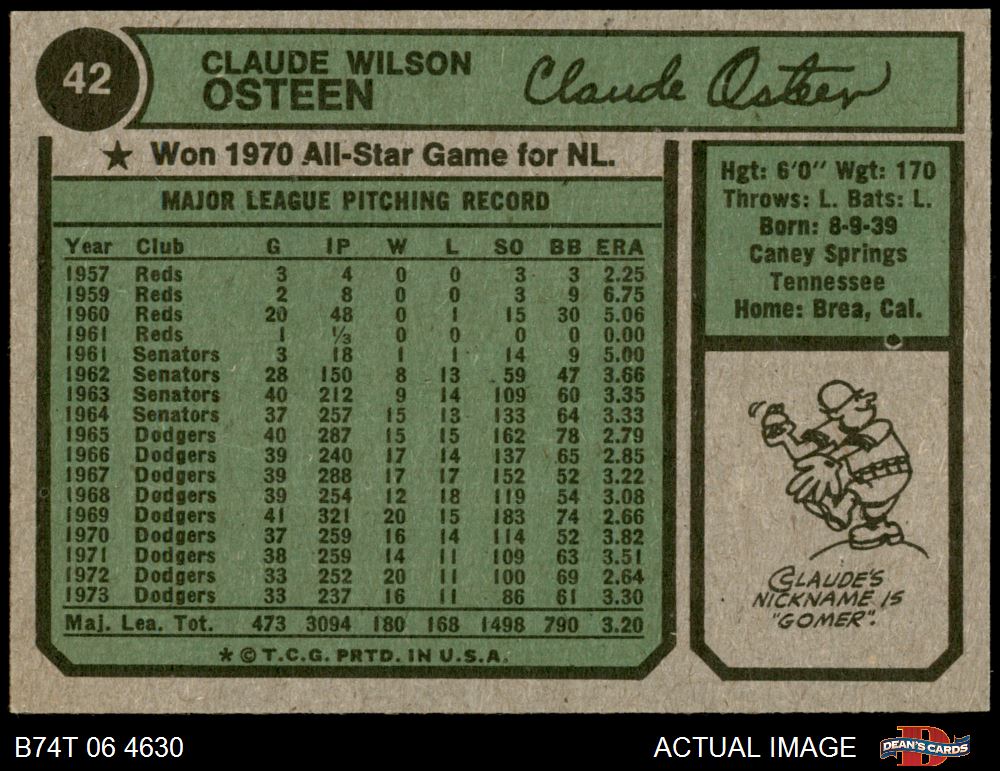 42
CLAUDE WILSON
OSTEEN
Claude Osteen
★ Won 1970 All-Star Game for NL.
MAJOR LEAGUE PITCHING RECORD
Year Club G IP W L SO BB ERA
1957 Reds 3 4 0 0 3 3 2.25
1959 Reds 2 8 0 0 3 9 6.75
1960 Reds 20 48 0 1 15 30 5.06
1961 Reds 1 ⅓ 0 0 0 0 0.00
1961 Senators 3 18 1 1 14 9 5.00
1962 Senators 28 150 8 13 59 47 3.66
1963 Senators 40 212 9 14 109 60 3.35
1964 Senators 37 257 15 13 133 64 3.33
1965 Dodgers 40 287 15 15 162 78 2.79
1966 Dodgers 39 240 17 14 137 65 2.85
1967 Dodgers 39 288 17 17 152 52 3.22
1968 Dodgers 39 254 12 18 119 54 3.08
1969 Dodgers 41 321 20 15 183 74 2.66
1970 Dodgers 37 259 16 14 114 52 3.82
1971 Dodgers 38 259 14 11 109 63 3.51
1972 Dodgers 33 252 20 11 100 69 2.64
1973 Dodgers 33 237 16 11 86 61 3.30
Maj. Lea. Tot. 473 3094 180 168 1498 790 3.20
* © T.C.G. PRTD. IN U.S.A.
Hgt: 6'0" Wgt: 170
Throws: L. Bats: L.
Born: 8-9-39
Caney Springs
Tennessee
Home: Brea, Cal.
CLAUDE'S
NICKNAME IS
"GOMER".
B74T 06 4630
ACTUAL IMAGE
DEAN'S CARDS